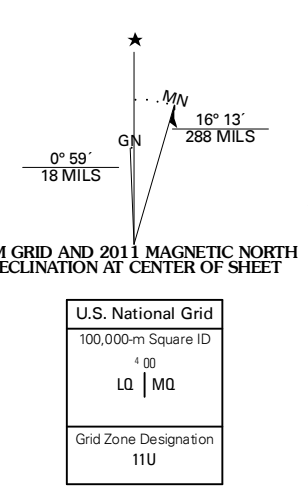 MN
GN
16° 13´
288 MILS
0° 59´
18 MILS
M GRID AND 2011 MAGNETIC NORTH
ECLINATION AT CENTER OF SHEET
U.S. National Grid
100,000-m Square ID
4 00
LQ MQ
Grid Zone Designation
11U